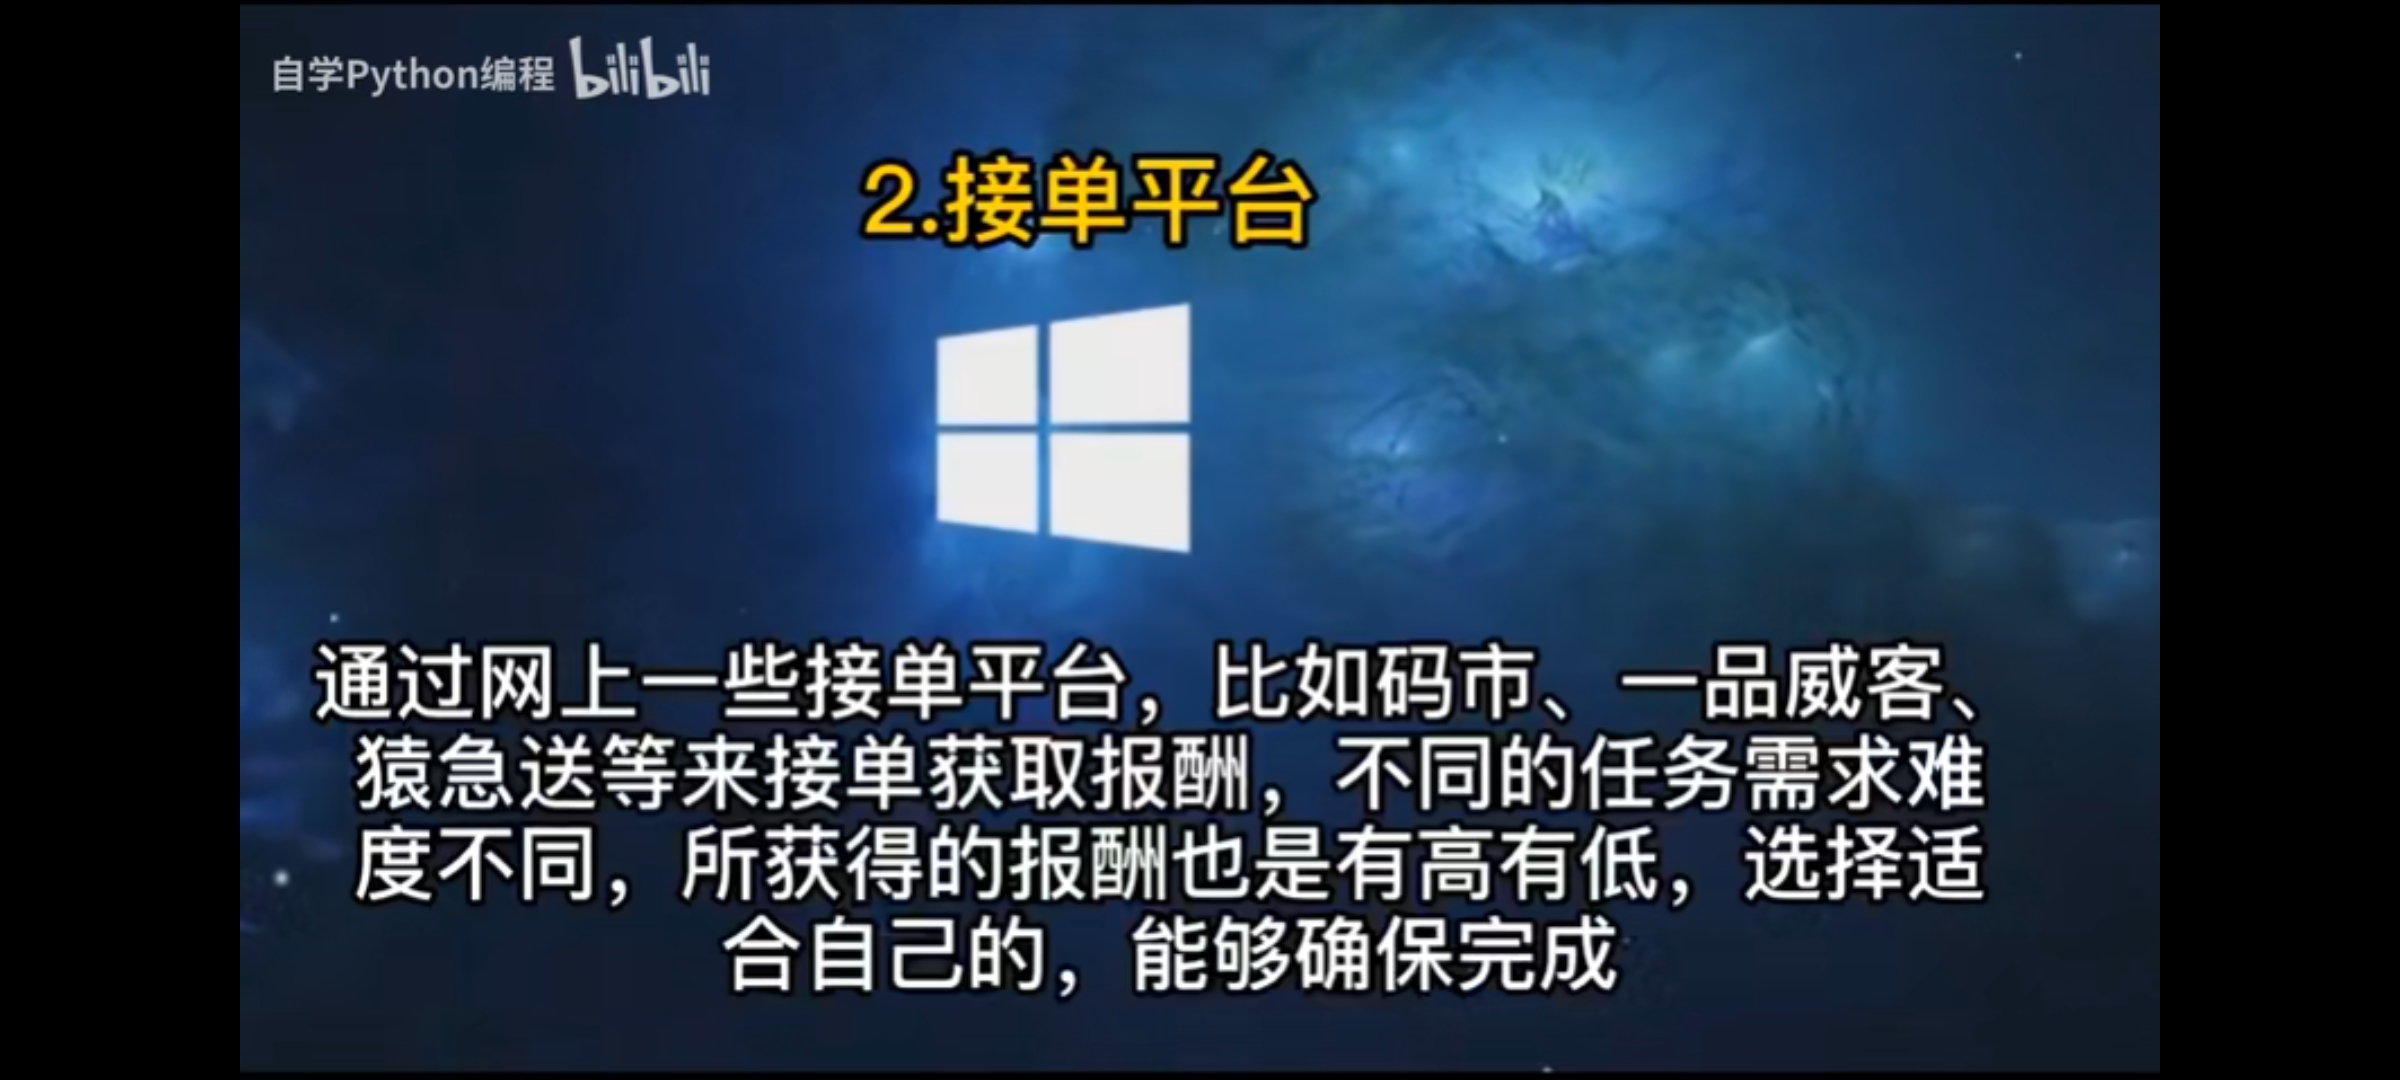 自学Python编程 bilibili
2.接单平台
通过网上一些接单平台，比如码市、一品威客、
猿急送等来接单获取报酬，不同的任务需求难
度不同，所获得的报酬也是有高有低，选择适
合自己的，能够确保完成